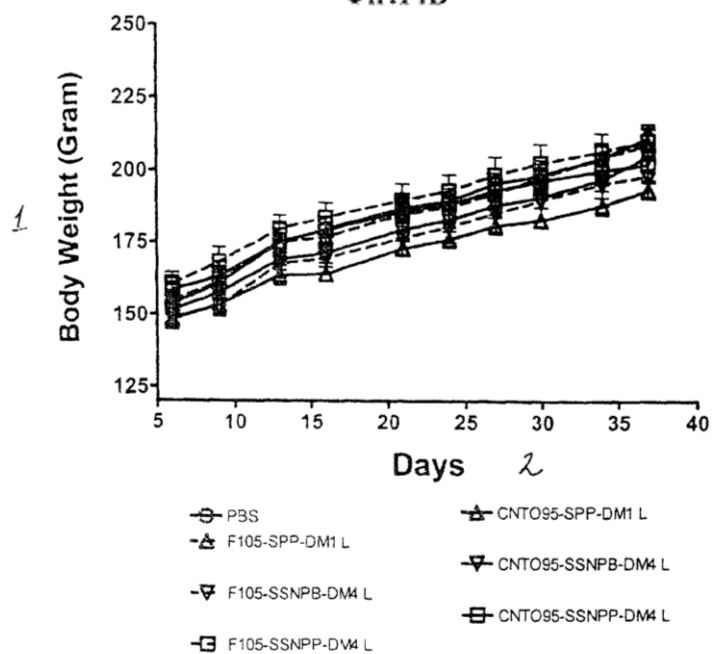 250
225
200
175
150
125
Body Weight (Gram)
1
5 10 15 20 25 30 35 40
Days 2
PBS
F105-SPP-DM1 L
F105-SSNPB-DM4 L
F105-SSNPP-DM4 L
CNTO95-SPP-DM1 L
CNTO95-SSNPB-DM4 L
CNTO95-SSNPP-DM4 L